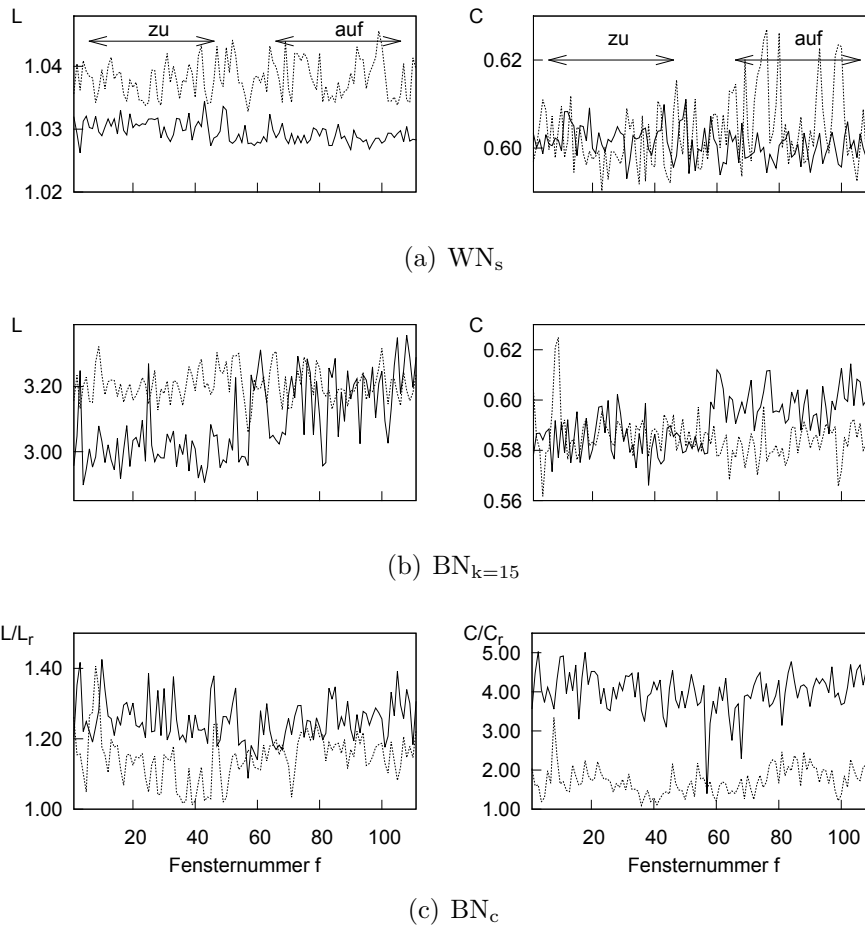 L
C
zu
auf
zu
auf
1.04
1.03
1.02
0.62
0.60
(a) WNₛ
L
C
3.20
3.00
0.62
0.60
0.58
0.56
(b) BNₖ₌₁₅
L/Lᵣ
C/Cᵣ
1.40
1.20
1.00
5.00
4.00
3.00
2.00
1.00
20 40 60 80 100
20 40 60 80 100
Fensternummer f
Fensternummer f
(c) BN_c